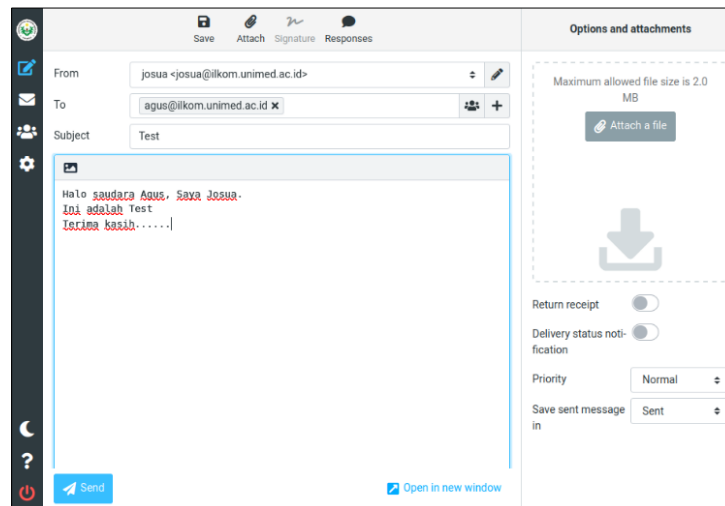 Save Attach Signature Responses
From josua <josua@ilkom.unimed.ac.id>
To agus@ilkom.unimed.ac.id
Subject Test
Halo saudara Agus, Saya Josua.
Ini adalah Test
Terima kasih......
Send
Open in new window
Options and attachments
Maximum allowed file size is 2.0
MB
Attach a file
Return receipt
Delivery status noti-
fication
Priority Normal
Save sent message Sent
in
?